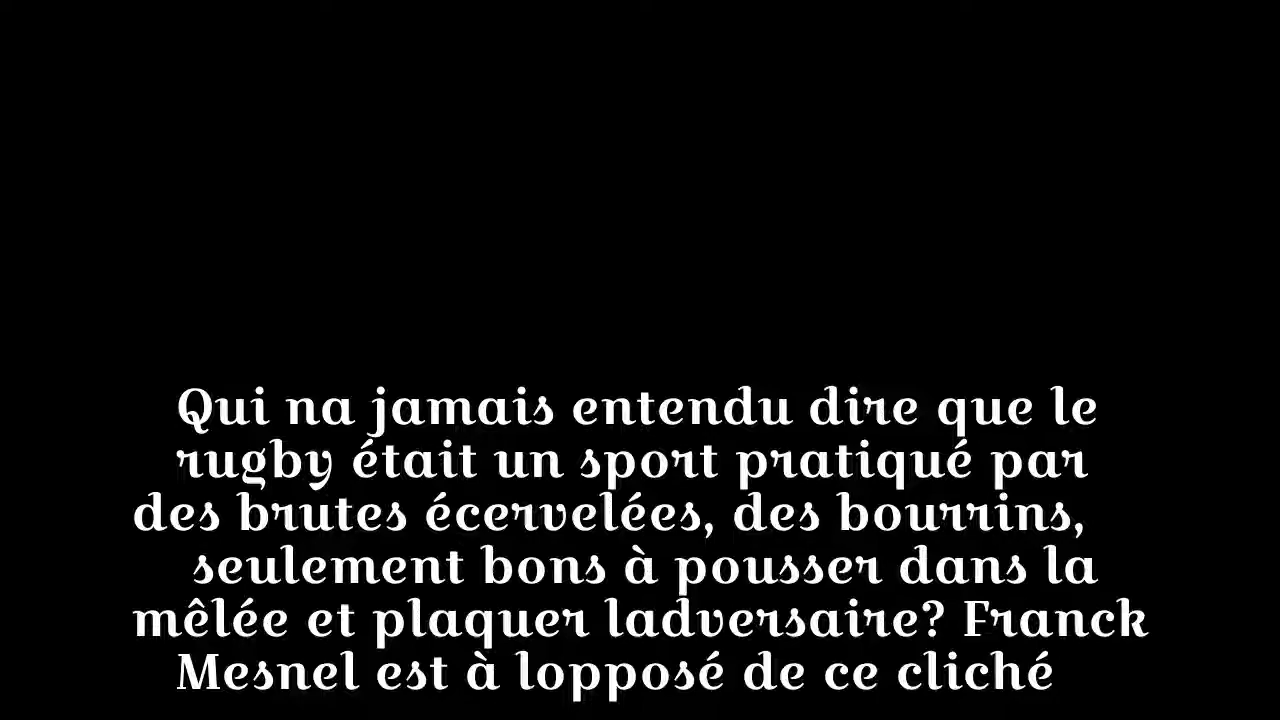 Qui na jamais entendu dire que le
rugby était un sport pratiqué par
des brutes écervelées, des bourrins,
seulement bons à pousser dans la
mêlée et plaquer ladversaire? Franck
Mesnel est à lopposé de ce cliché